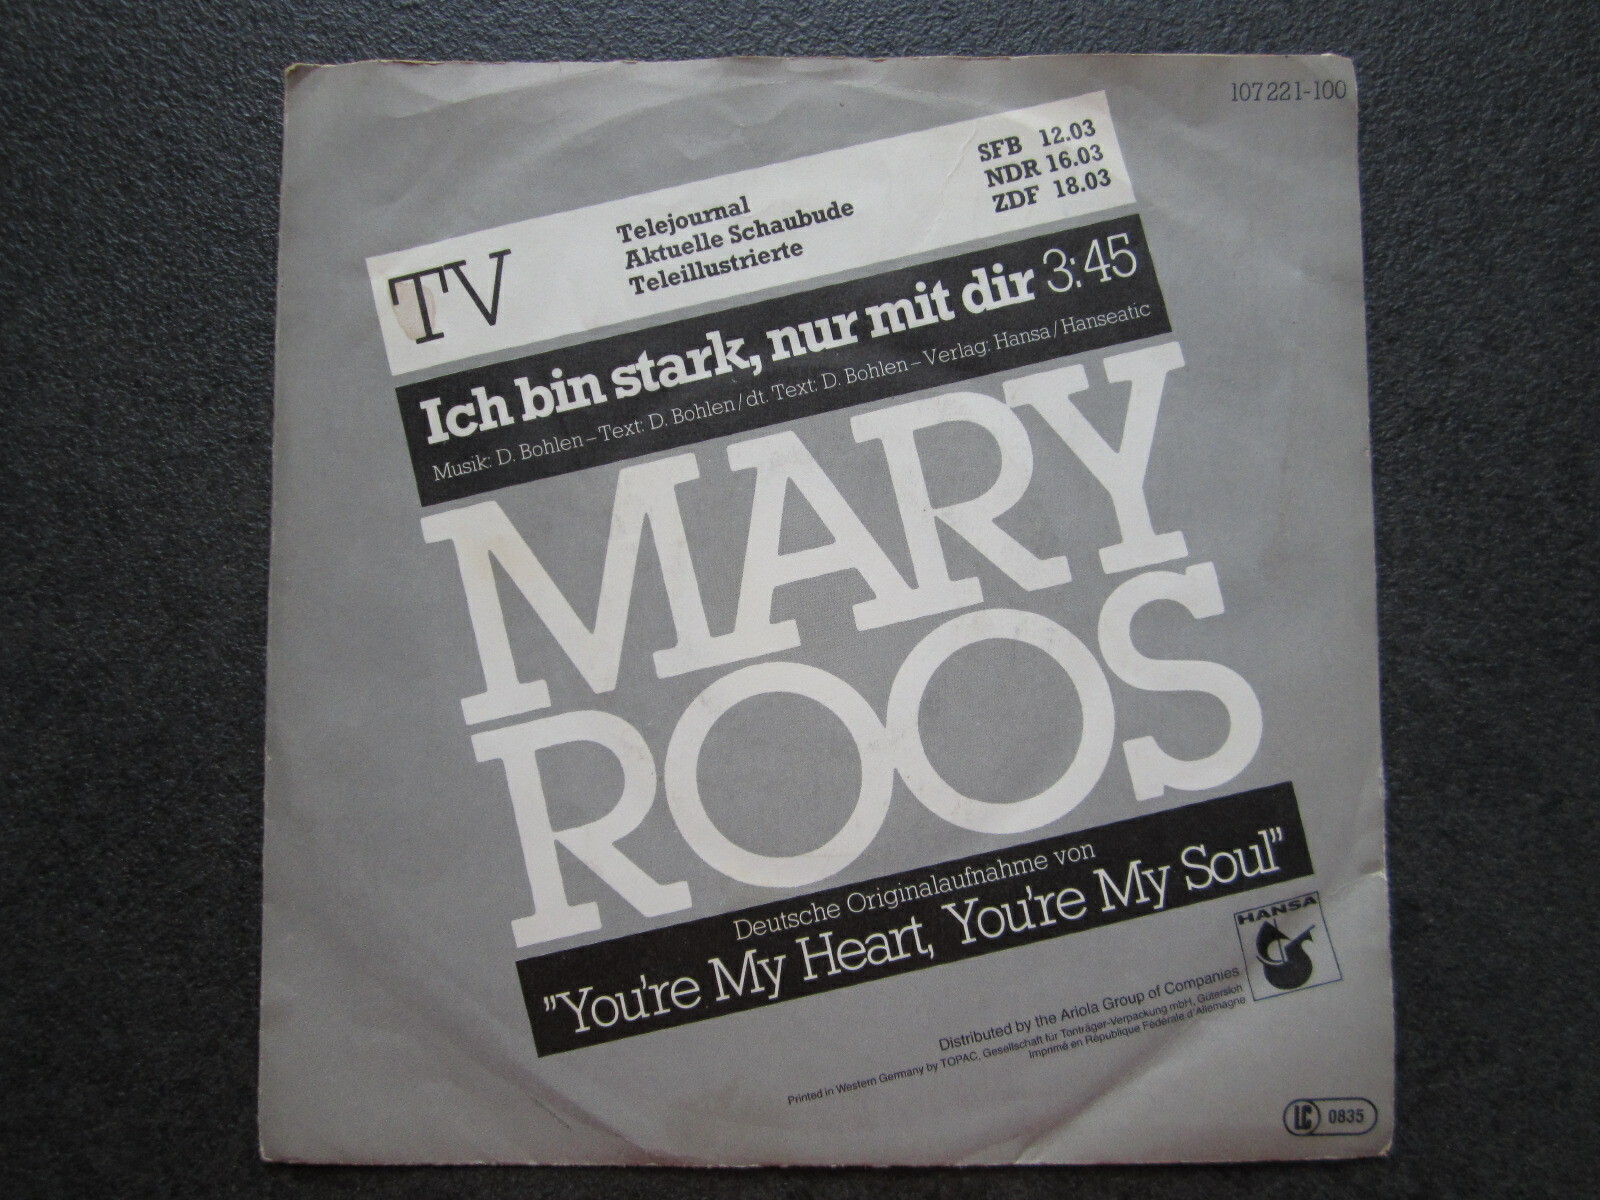 107 221-100
TV
Telejournal SFB 12.03
Aktuelle Schaubude NDR 16.03
Teleillustrierte ZDF 18.03
Ich bin stark, nur mit dir 3:45
Musik: D. Bohlen – Text: D. Bohlen / dt. Text: D. Bohlen – Verlag: Hansa / Hanseatic
MARY
ROOS
Deutsche Originalaufnahme von
"You're My Heart, You're My Soul"
HANSA
Distributed by the Ariola Group of Companies
Printed in Western Germany by TOPAC, Gesellschaft für Tonträger-Verpackung mbH, Gütersloh
Imprimé en République Fédérale d'Allemagne
LC 0835